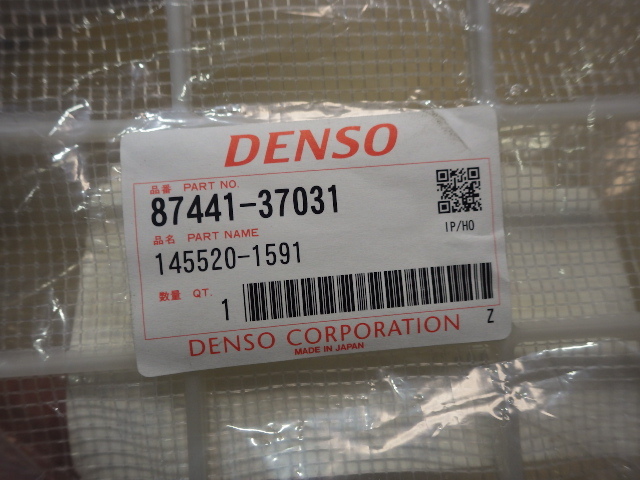 DENSO
品番 PART NO.
87441-37031
IP/HO
品名 PART NAME
145520-1591
数量 QT. 1
Z
DENSO CORPORATION
MADE IN JAPAN